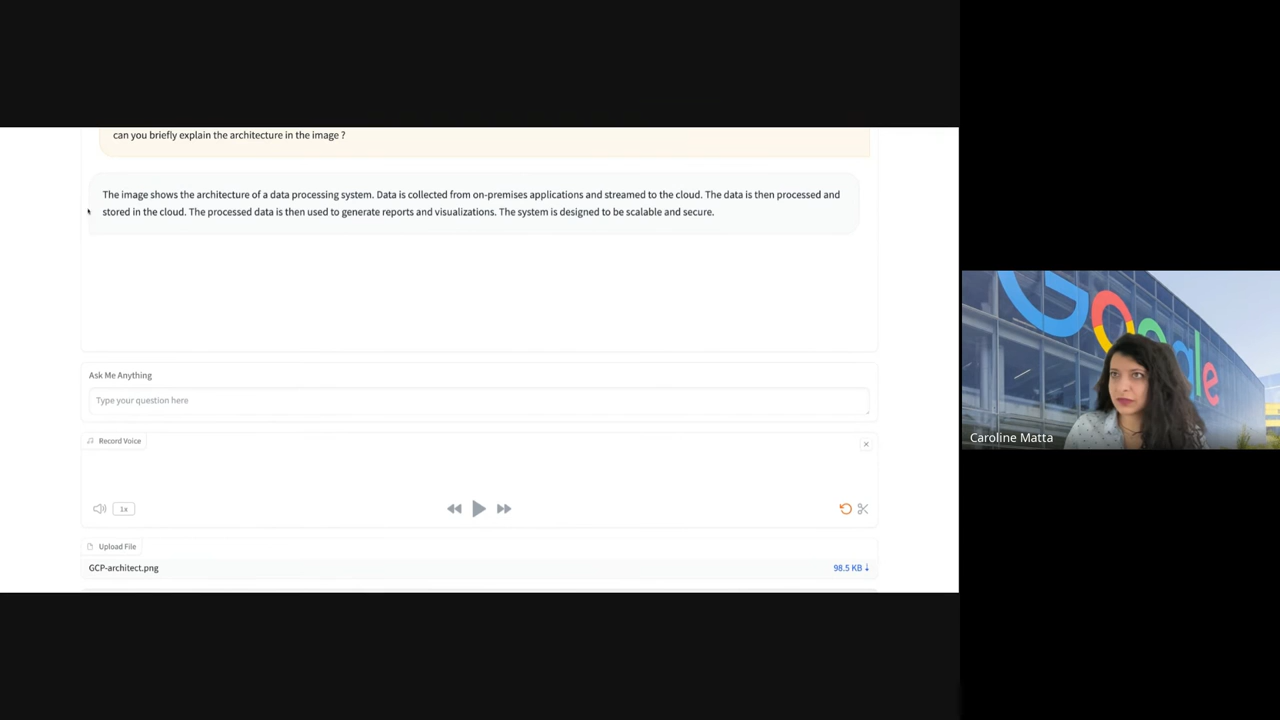 can you briefly explain the architecture in the image ?
The image shows the architecture of a data processing system. Data is collected from on-premises applications and streamed to the cloud. The data is then processed and
stored in the cloud. The processed data is then used to generate reports and visualizations. The system is designed to be scalable and secure.
Ask Me Anything
Type your question here
Record Voice
1x
Upload File
GCP-architect.png
98.5 KB ↓
Google
Caroline Matta